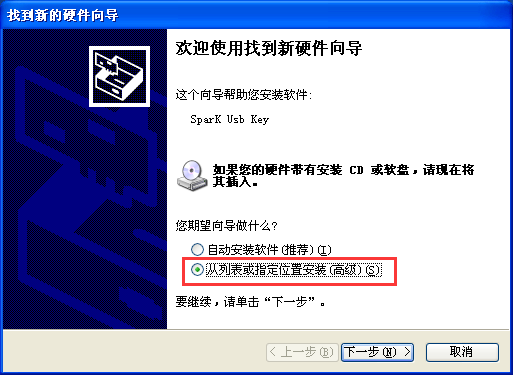 找到新的硬件向导
欢迎使用找到新硬件向导
这个向导帮助您安装软件:
SparK Usb Key
如果您的硬件带有安装 CD 或软盘，请现在将
其插入。
您期望向导做什么?
自动安装软件(推荐)(I)
从列表或指定位置安装(高级)(S)
要继续，请单击“下一步”。
< 上一步(B)
下一步(N) >
取消